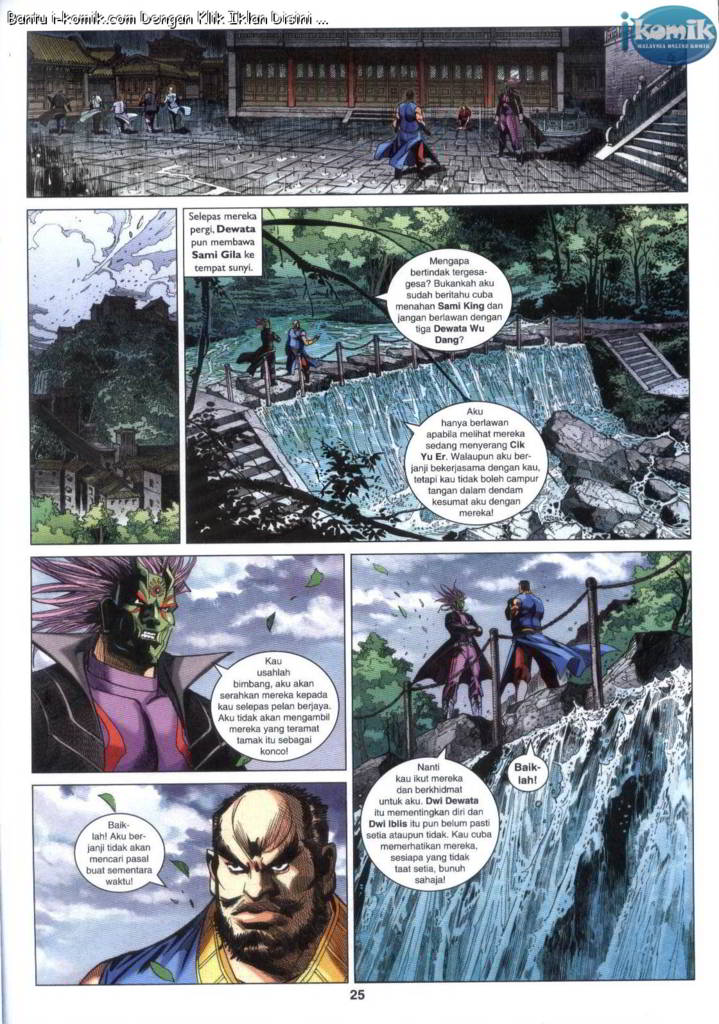 Bantu i-komik.com Dengan Klik Iklan Disini ...
ikomik
MALAYSIA ONLINE KOMIK
Selepas mereka
pergi, Dewata
pun membawa
Sami Gila ke
tempat sunyi.
Mengapa
bertindak tergesa-
gesa? Bukankah aku
sudah beritahu cuba
menahan Sami King dan
jangan berlawan dengan
tiga Dewata Wu
Dang?
Aku
hanya berlawan
apabila melihat mereka
sedang menyerang Cik
Yu Er. Walaupun aku ber-
janji bekerjasama dengan kau,
tetapi kau tidak boleh campur
tangan dalam dendam
kesumat aku dengan
mereka!
Kau
usahlah
bimbang, aku akan
serahkan mereka kepada
kau selepas pelan berjaya.
Aku tidak akan mengambil
mereka yang teramat
tamak itu sebagai
konco!
Baik-
lah! Aku ber-
janji tidak akan
mencari pasal
buat sementara
waktu!
Nanti
kau ikut mereka
dan berkhidmat
untuk aku. Dwi Dewata
itu mementingkan diri dan
Dwi Iblis itu pun belum pasti
setia ataupun tidak. Kau cuba
memerhatikan mereka,
sesiapa yang tidak
taat setia, bunuh
sahaja!
Baik-
lah!
25